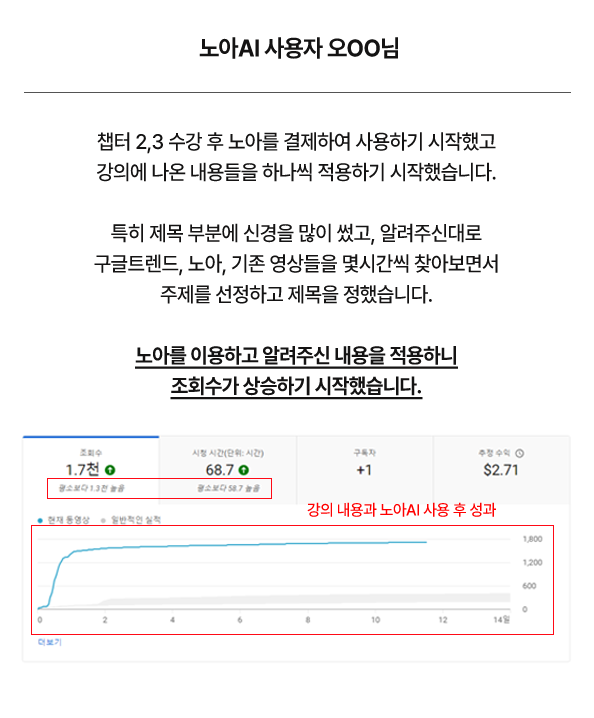 노아AI 사용자 오OO님
챕터 2,3 수강 후 노아를 결제하여 사용하기 시작했고
강의에 나온 내용들을 하나씩 적용하기 시작했습니다.
특히 제목 부분에 신경을 많이 썼고, 알려주신대로
구글트렌드, 노아, 기존 영상들을 몇시간씩 찾아보면서
주제를 선정하고 제목을 정했습니다.
노아를 이용하고 알려주신 내용을 적용하니
조회수가 상승하기 시작했습니다.
조회수 시청 시간(단위: 시간) 구독자 추정 수익
1.7천 68.7 +1 $2.71
평소보다 1.3천 높음 평소보다 58.7 높음
강의 내용과 노아AI 사용 후 성과
현재 동영상 일반적인 실적
1,800
1,200
600
0
0 2 4 6 8 10 12 14일
더보기